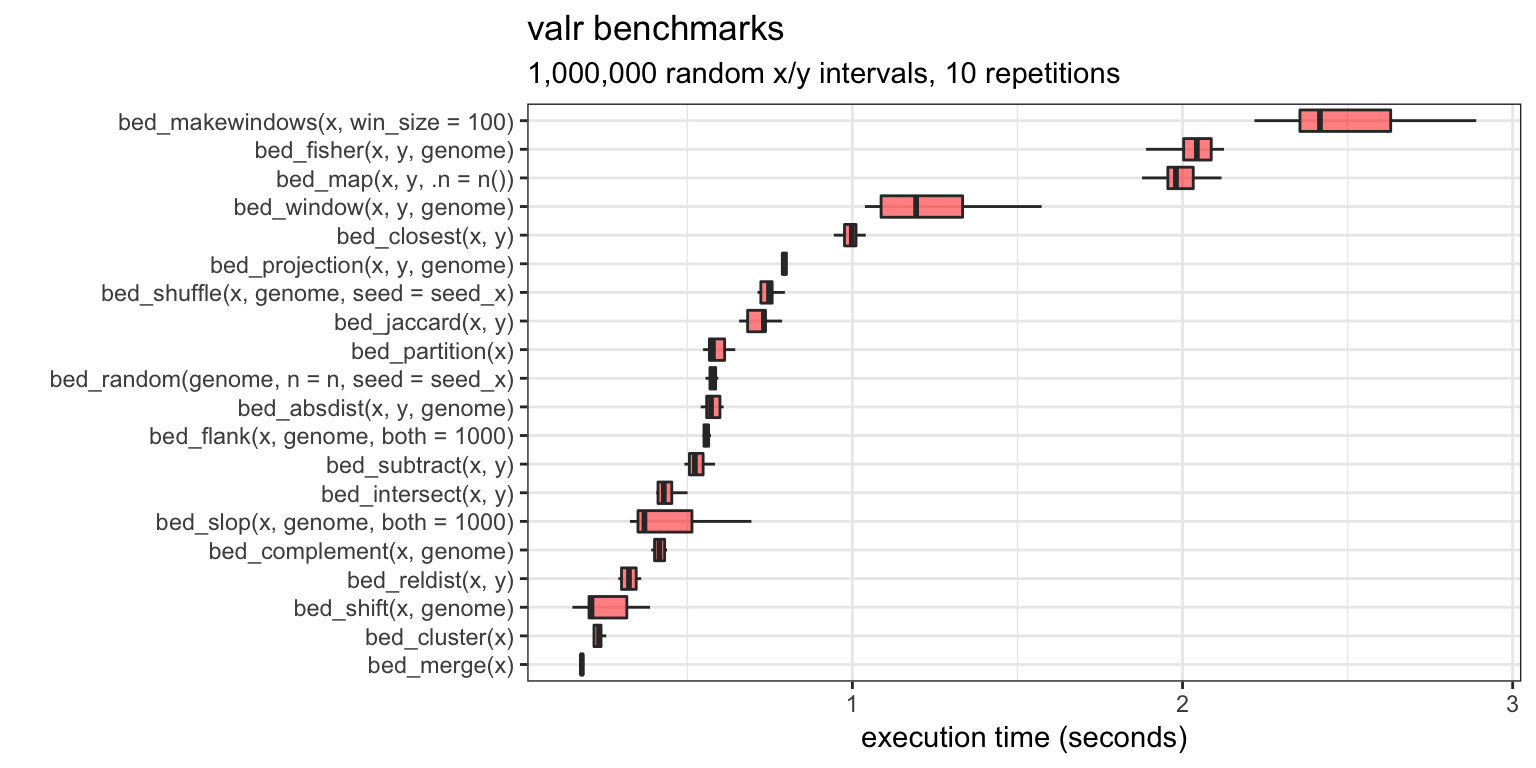 valr benchmarks
1,000,000 random x/y intervals, 10 repetitions
bed_makewindows(x, win_size = 100)
bed_fisher(x, y, genome)
bed_map(x, y, .n = n())
bed_window(x, y, genome)
bed_closest(x, y)
bed_projection(x, y, genome)
bed_shuffle(x, genome, seed = seed_x)
bed_jaccard(x, y)
bed_partition(x)
bed_random(genome, n = n, seed = seed_x)
bed_absdist(x, y, genome)
bed_flank(x, genome, both = 1000)
bed_subtract(x, y)
bed_intersect(x, y)
bed_slop(x, genome, both = 1000)
bed_complement(x, genome)
bed_reldist(x, y)
bed_shift(x, genome)
bed_cluster(x)
bed_merge(x)
1 2 3
execution time (seconds)